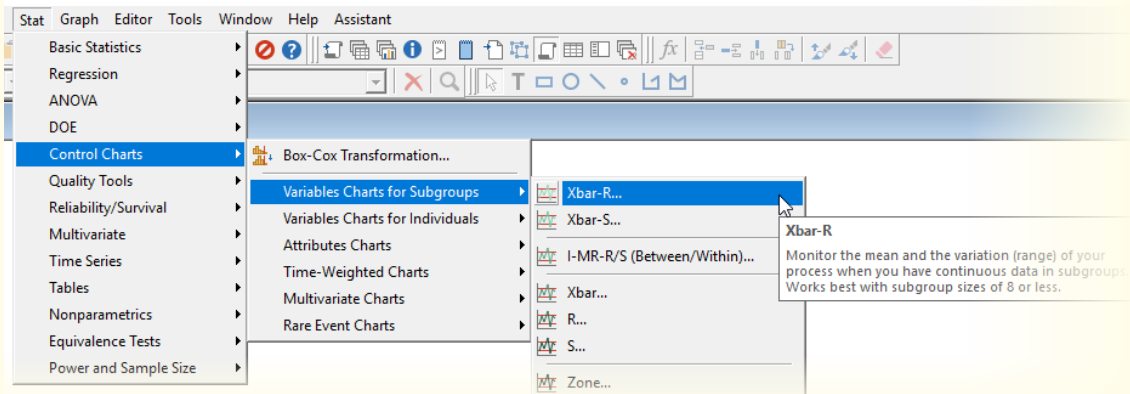 Stat Graph Editor Tools Window Help Assistant
Basic Statistics
Regression
ANOVA
DOE
Control Charts
Quality Tools
Reliability/Survival
Multivariate
Time Series
Tables
Nonparametrics
Equivalence Tests
Power and Sample Size
Box-Cox Transformation...
Variables Charts for Subgroups
Variables Charts for Individuals
Attributes Charts
Time-Weighted Charts
Multivariate Charts
Rare Event Charts
Xbar-R...
Xbar-S...
I-MR-R/S (Between/Within)...
Xbar...
R...
S...
Zone...
Xbar-R
Monitor the mean and the variation (range) of your
process when you have continuous data in subgroups.
Works best with subgroup sizes of 8 or less.